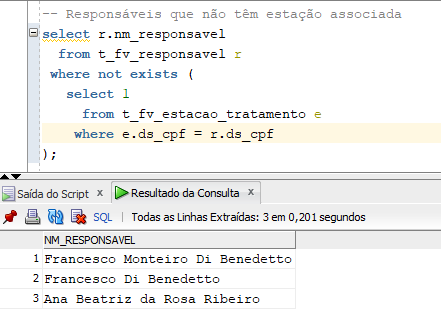 -- Responsáveis que não têm estação associada
select r.nm_responsavel
from t_fv_responsavel r
where not exists (
select 1
from t_fv_estacao_tratamento e
where e.ds_cpf = r.ds_cpf
);
Saída do Script x Resultado da Consulta x
SQL | Todas as Linhas Extraídas: 3 em 0,201 segundos
NM_RESPONSAVEL
1 Francesco Monteiro Di Benedetto
2 Francesco Di Benedetto
3 Ana Beatriz da Rosa Ribeiro